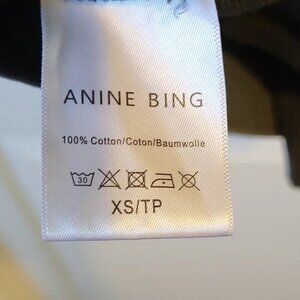 ANINE BING
100% Cotton/Coton/Baumwolle
30
XS/TP